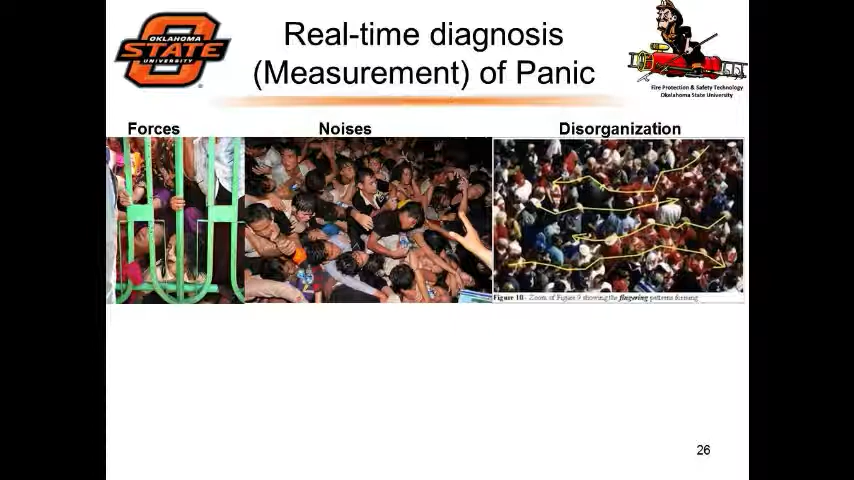 OKLAHOMA
STATE
UNIVERSITY
Real-time diagnosis
(Measurement) of Panic
Fire Protection & Safety Technology
Oklahoma State University
Forces
Noises
Disorganization
Figure 10 - Zoom of Figure 9 showing the fingering patterns forming
26